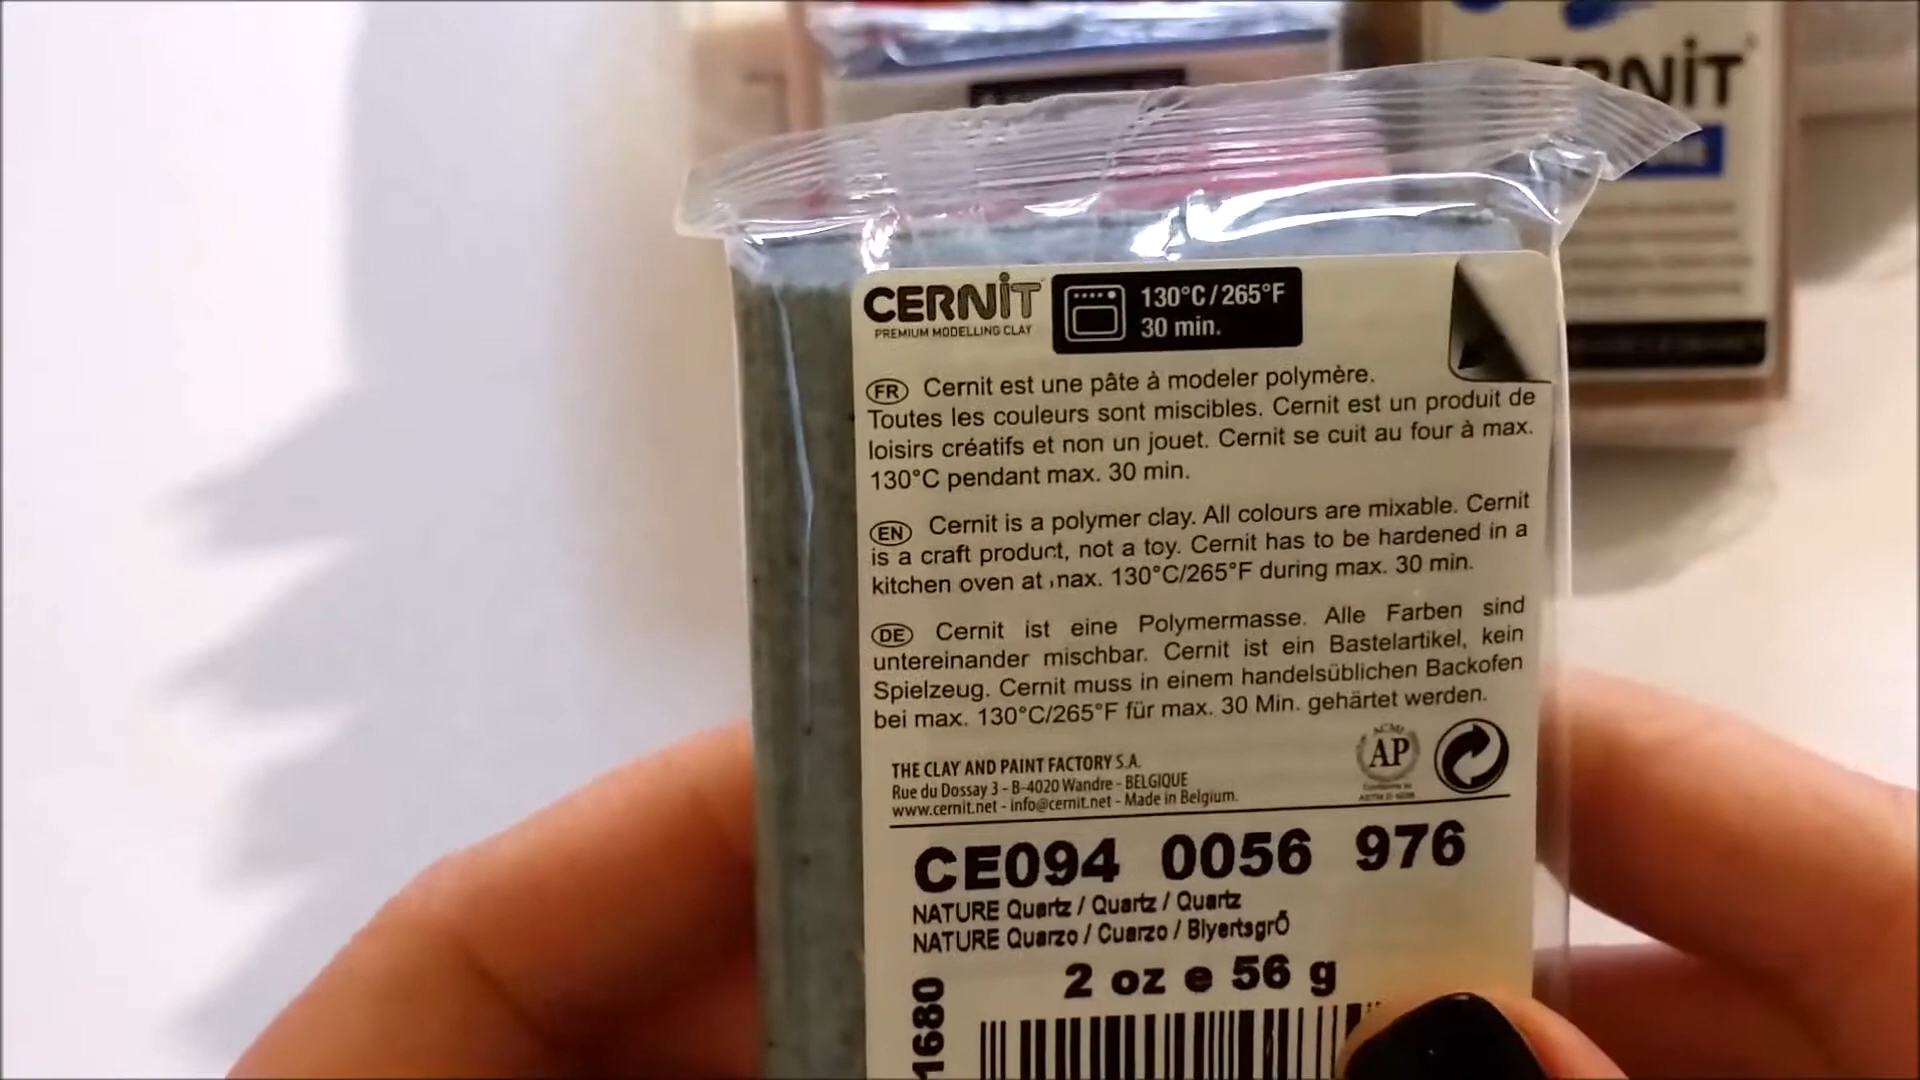 CERNiT
CERNiT
PREMIUM MODELLING CLAY
130°C/265°F
30 min.
FR Cernit est une pâte à modeler polymère.
Toutes les couleurs sont miscibles. Cernit est un produit de
loisirs créatifs et non un jouet. Cernit se cuit au four à max.
130°C pendant max. 30 min.
EN Cernit is a polymer clay. All colours are mixable. Cernit
is a craft product, not a toy. Cernit has to be hardened in a
kitchen oven at max. 130°C/265°F during max. 30 min.
DE Cernit ist eine Polymermasse. Alle Farben sind
untereinander mischbar. Cernit ist ein Bastelartikel, kein
Spielzeug. Cernit muss in einem handelsüblichen Backofen
bei max. 130°C/265°F für max. 30 Min. gehärtet werden.
ACMI
AP
THE CLAY AND PAINT FACTORY S.A.
Rue du Dossay 3 - B-4020 Wandre - BELGIQUE
www.cernit.net - info@cernit.net - Made in Belgium.
CE094 0056 976
NATURE Quartz / Quartz / Quartz
NATURE Quarzo / Cuarzo / BlyertsgrÕ
2 oz e 56 g
1680